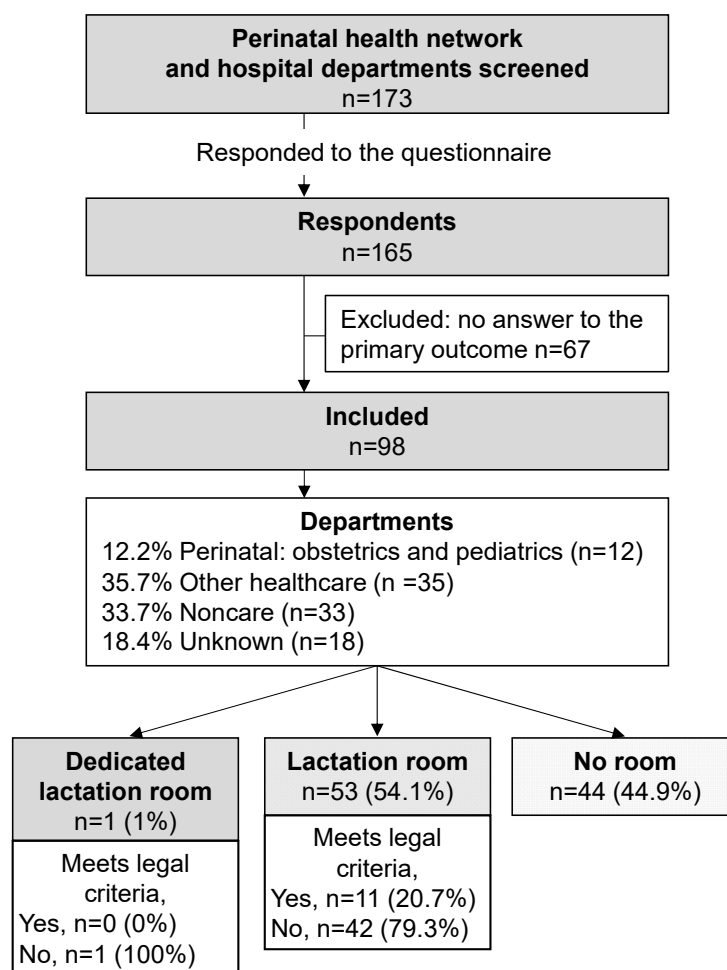 Perinatal health network
and hospital departments screened
n=173
Responded to the questionnaire
Respondents
n=165
Excluded: no answer to the
primary outcome n=67
Included
n=98
Departments
12.2% Perinatal: obstetrics and pediatrics (n=12)
35.7% Other healthcare (n =35)
33.7% Noncare (n=33)
18.4% Unknown (n=18)
Dedicated
lactation room
n=1 (1%)
Meets legal
criteria,
Yes, n=0 (0%)
No, n=1 (100%)
Lactation room
n=53 (54.1%)
Meets legal
criteria,
Yes, n=11 (20.7%)
No, n=42 (79.3%)
No room
n=44 (44.9%)